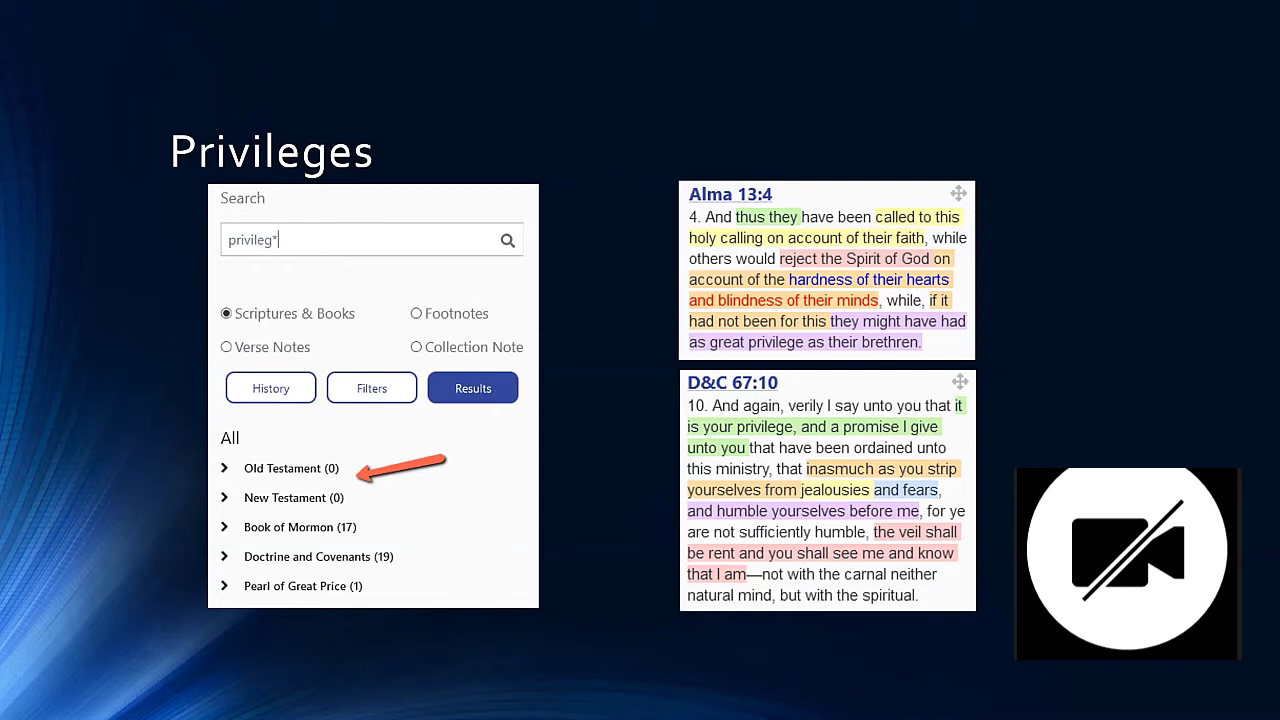 Privileges
Search
privileg*
Scriptures & Books
Footnotes
Verse Notes
Collection Note
History
Filters
Results
All
Old Testament (0)
New Testament (0)
Book of Mormon (17)
Doctrine and Covenants (19)
Pearl of Great Price (1)
Alma 13:4
4. And thus they have been called to this
holy calling on account of their faith, while
others would reject the Spirit of God on
account of the hardness of their hearts
and blindness of their minds, while, if it
had not been for this they might have had
as great privilege as their brethren.
D&C 67:10
10. And again, verily I say unto you that it
is your privilege, and a promise I give
unto you that have been ordained unto
this ministry, that inasmuch as you strip
yourselves from jealousies and fears,
and humble yourselves before me, for ye
are not sufficiently humble, the veil shall
be rent and you shall see me and know
that I am—not with the carnal neither
natural mind, but with the spiritual.